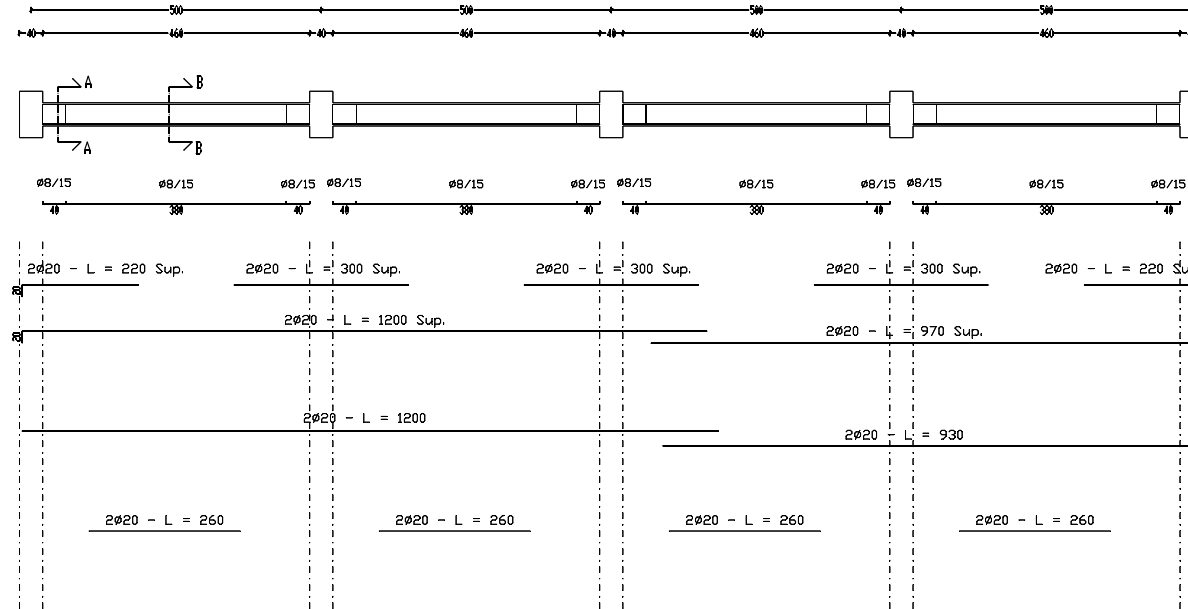 500 500 500 500
40 460 40 460 40 460 40 460
A B
A B
ø8/15 ø8/15 ø8/15 ø8/15 ø8/15 ø8/15 ø8/15 ø8/15 ø8/15 ø8/15 ø8/15 ø8/15
40 380 40 40 380 40 40 380 40 40 380 40
2ø20 - L = 220 Sup. 2ø20 - L = 300 Sup. 2ø20 - L = 300 Sup. 2ø20 - L = 300 Sup. 2ø20 - L = 220 Su
20
2ø20 - L = 1200 Sup.
20
2ø20 - L = 970 Sup.
2ø20 - L = 1200
2ø20 - L = 930
2ø20 - L = 260 2ø20 - L = 260 2ø20 - L = 260 2ø20 - L = 260